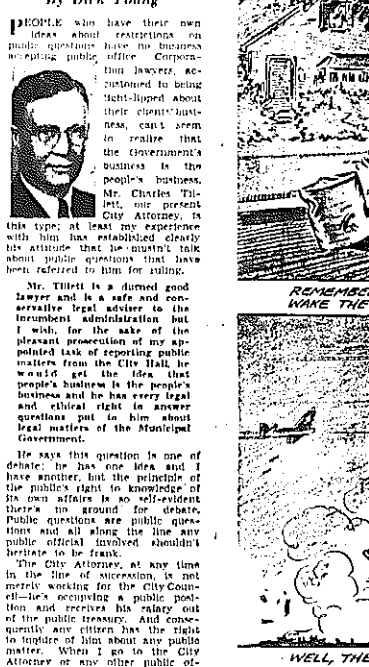 By Dick Young
PEOPLE who have their own
ideas about restrictions on
public questions have no business
accepting public office. Corpora-
tion lawyers, ac-
customed to being
tight-lipped about
their clients' busi-
ness, can't seem
to realize that
the Government's
business is the
people's business.
Mr. Charles Til-
lett, our present
City Attorney, is
this type; at least my experience
with him has established clearly
his attitude that he mustn't talk
about public questions that have
been referred to him for ruling.
Mr. Tillett is a durned good
lawyer and is a safe and con-
servative legal adviser to the
incumbent administration but
I wish, for the sake of the
pleasant prosecution of my ap-
pointed task of reporting public
matters from the City Hall, he
would get the idea that
people's business is the people's
business and he has every legal
and ethical right to answer
questions put to him about
legal matters of the Municipal
Government.
He says this question is one of
debate; he has one idea and I
have another, but the principle of
the public's right to knowledge of
its own affairs is so self-evident
there's no ground for debate.
Public questions are public ques-
tions and all along the line any
public official involved shouldn't
hesitate to be frank.
The City Attorney, at any time
in the line of succession, is not
merely working for the City Coun-
cil—he's occupying a public posi-
tion and receives his salary out
of the public treasury. And conse-
quently any citizen has the right
to inquire of him about any public
matter. When I go to the City
Attorney or any other public of-
REMEMBE
WAKE THE
WELL, THE